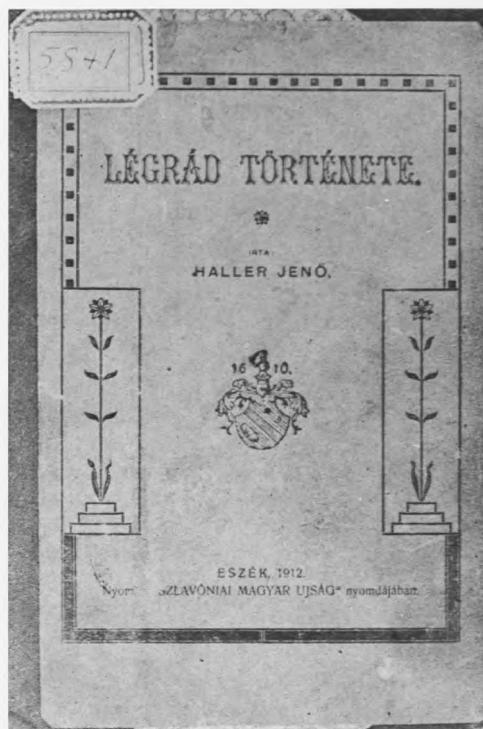 5541
LÉGRÁD TÖRTÉNETE.
IRTA:
HALLER JENŐ.
16 10.
ESZÉK, 1912.
"SZLAVÓNIAI MAGYAR UJSÁG" nyomdájában.